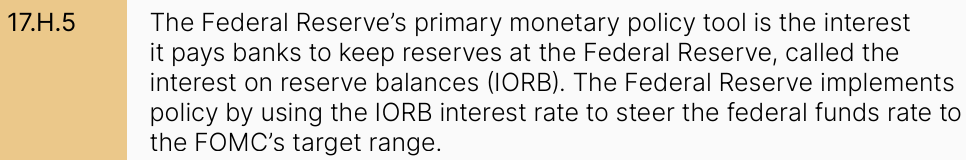 17.H.5 The Federal Reserve’s primary monetary policy tool is the interest
it pays banks to keep reserves at the Federal Reserve, called the
interest on reserve balances (IORB). The Federal Reserve implements
policy by using the IORB interest rate to steer the federal funds rate to
the FOMC’s target range.